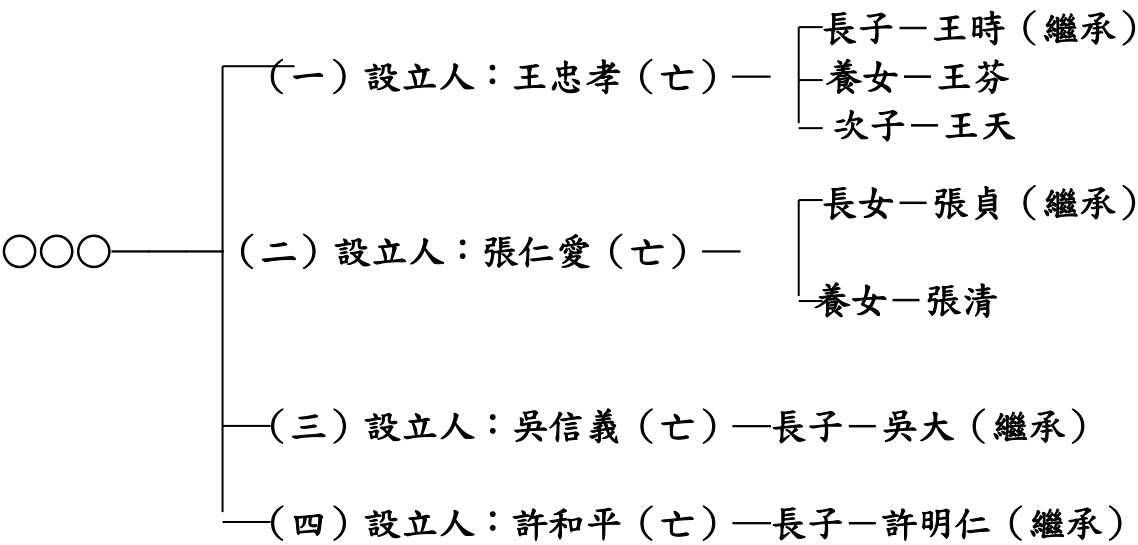 長子－王時（繼承）
（一）設立人：王忠孝（亡）
養女－王芬
次子－王天
長女－張貞（繼承）
○○○
（二）設立人：張仁愛（亡）
養女－張清
（三）設立人：吳信義（亡）—長子－吳大（繼承）
（四）設立人：許和平（亡）—長子－許明仁（繼承）